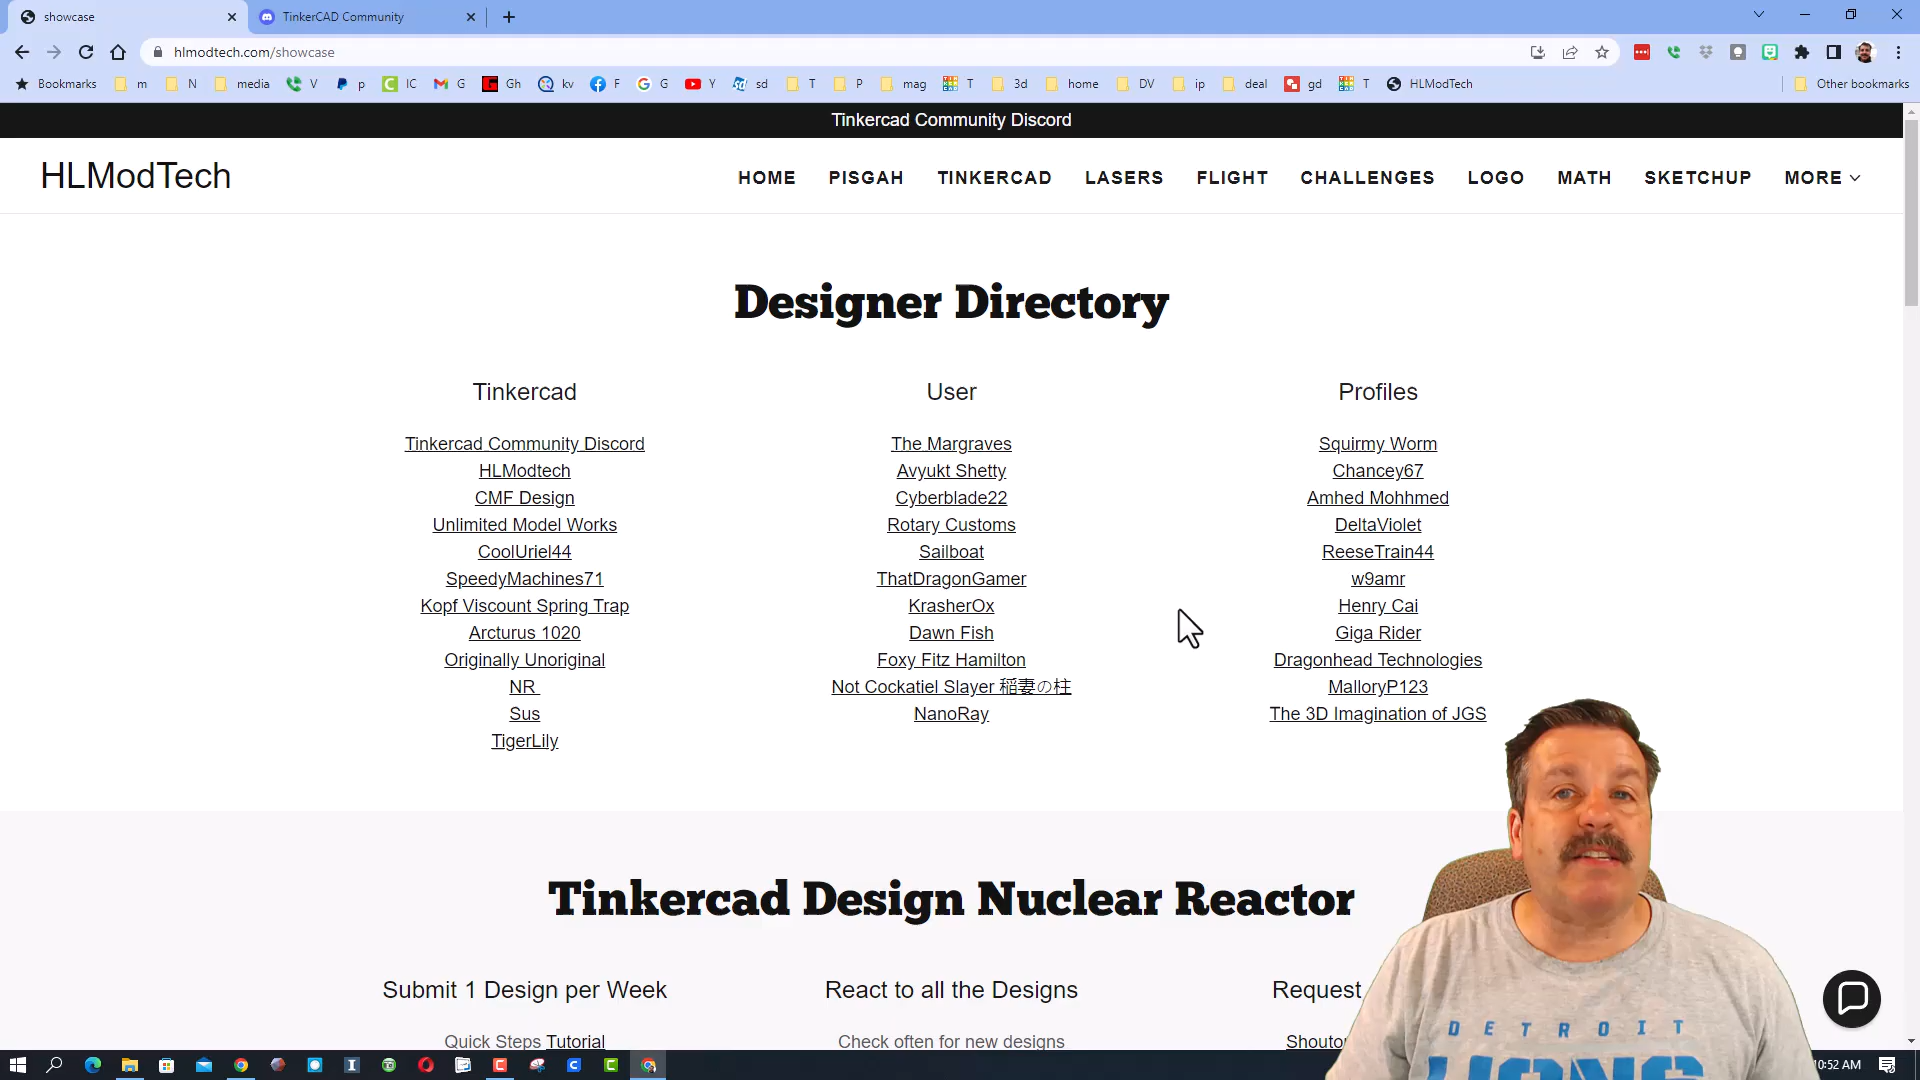 showcase
TinkerCAD Community
hlmodtech.com/showcase
Bookmarks m N media V p IC G Gh kv F G Y sd T P mag T 3d home DV ip deal gd T HLModTech Other bookmarks
Tinkercad Community Discord
HLModTech
HOME PISGAH TINKERCAD LASERS FLIGHT CHALLENGES LOGO MATH SKETCHUP MORE
Designer Directory
Tinkercad
Tinkercad Community Discord
HLModtech
CMF Design
Unlimited Model Works
CoolUriel44
SpeedyMachines71
Kopf Viscount Spring Trap
Arcturus 1020
Originally Unoriginal
NR
Sus
TigerLily
User
The Margraves
Avyukt Shetty
Cyberblade22
Rotary Customs
Sailboat
ThatDragonGamer
KrasherOx
Dawn Fish
Foxy Fitz Hamilton
Not Cockatiel Slayer 稲妻の柱
NanoRay
Profiles
Squirmy Worm
Chancey67
Amhed Mohhmed
DeltaViolet
ReeseTrain44
w9amr
Henry Cai
Giga Rider
Dragonhead Technologies
MalloryP123
The 3D Imagination of JGS
Tinkercad Design Nuclear Reactor
Submit 1 Design per Week
Quick Steps Tutorial
React to all the Designs
Check often for new designs
Request
DETROIT
LIONS
10:52 AM